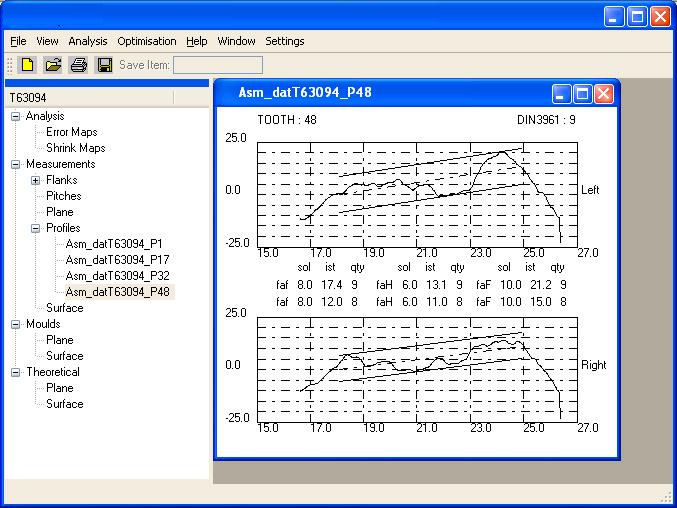 File View Analysis Optimisation Help Window Settings
Save Item:
T63094
Analysis
Error Maps
Shrink Maps
Measurements
Flanks
Pitches
Plane
Profiles
Asm_datT63094_P1
Asm_datT63094_P17
Asm_datT63094_P32
Asm_datT63094_P48
Surface
Moulds
Plane
Surface
Theoretical
Plane
Surface
Asm_datT63094_P48
TOOTH : 48 DIN3961 : 9
25.0
0.0 Left
-25.0
15.0 17.0 19.0 21.0 23.0 25.0 27.0
sol ist qty sol ist qty sol ist qty
faf 8.0 17.4 9 faH 6.0 13.1 9 faF 10.0 21.2 9
faf 8.0 12.0 8 faH 6.0 11.0 8 faF 10.0 15.0 8
25.0
0.0 Right
-25.0
15.0 17.0 19.0 21.0 23.0 25.0 27.0